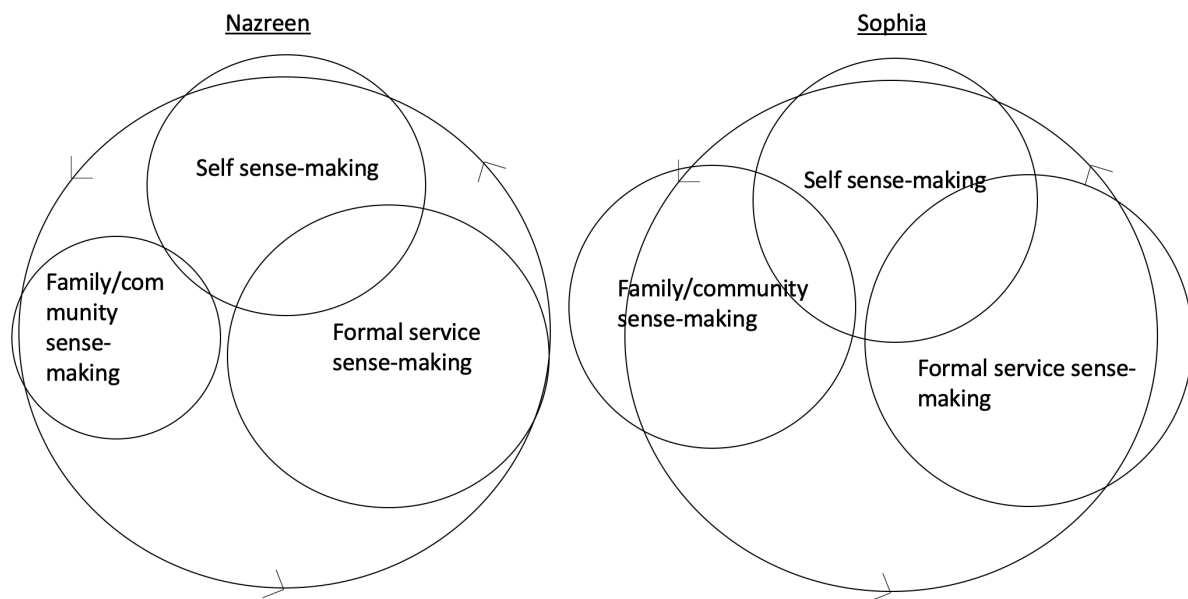 Nazreen
Self sense-making
Family/com
munity
sense-
making
Formal service
sense-making
Sophia
Self sense-making
Family/community
sense-making
Formal service sense-
making